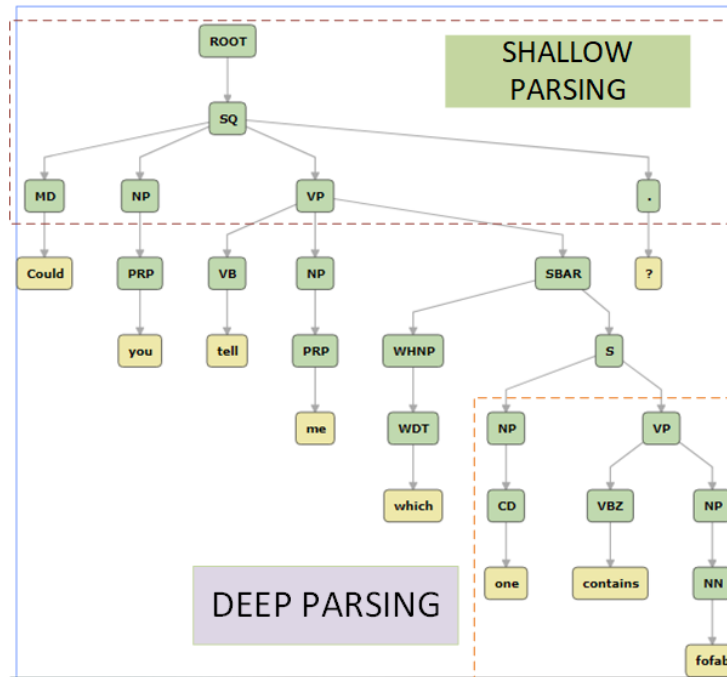 ROOT
SHALLOW
PARSING
SQ
MD NP VP .
Could PRP VB NP SBAR ?
you tell PRP WHNP S
me WDT NP VP
which CD VBZ NP
one contains NN
DEEP PARSING
fofab